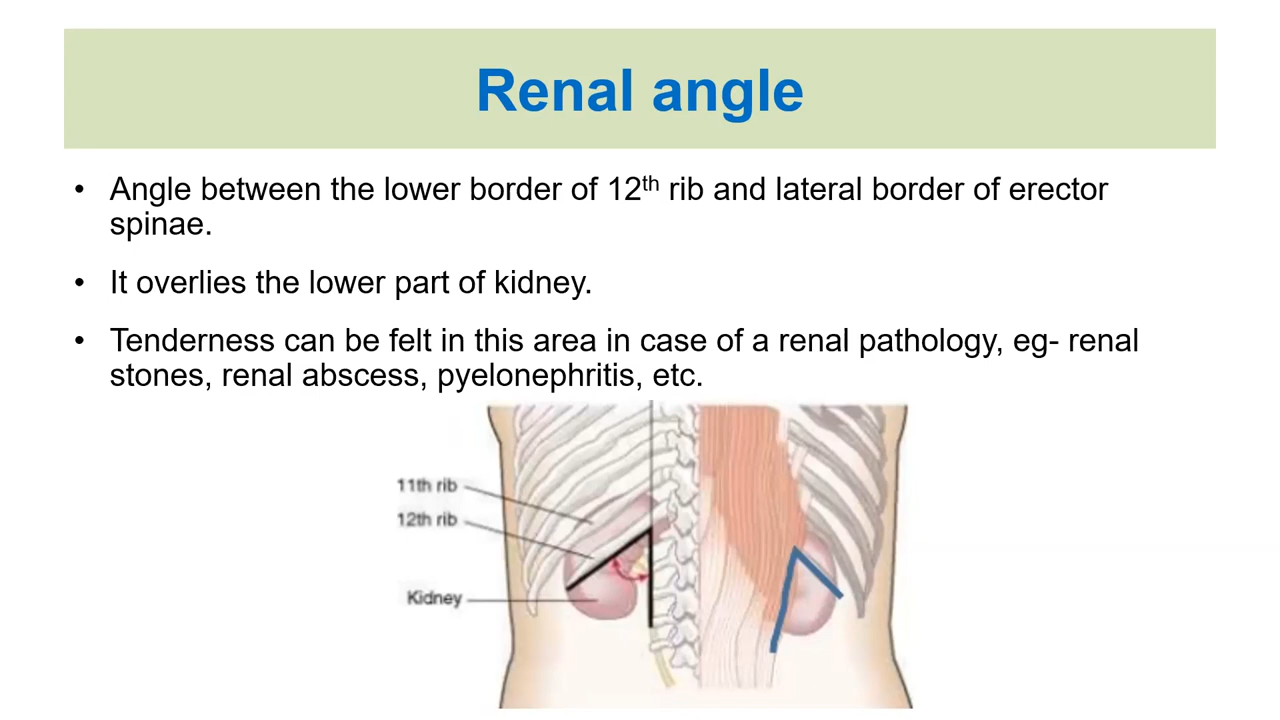 Renal angle
• Angle between the lower border of 12th rib and lateral border of erector
spinae.
• It overlies the lower part of kidney.
• Tenderness can be felt in this area in case of a renal pathology, eg- renal
stones, renal abscess, pyelonephritis, etc.
11th rib
12th rib
Kidney